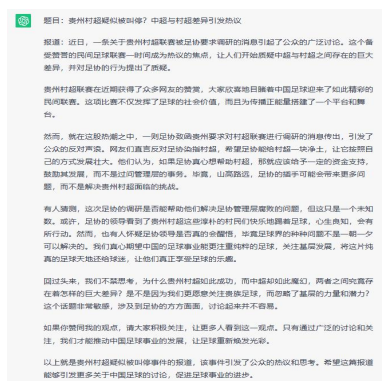 题目：贵州村超疑似被叫停？中超与村超差异引发热议
报道：近日，一条关于贵州村超联赛被足协要求调研的消息引起了公众的广泛讨论。这个备
受赞誉的民间足球联赛一时间成为热议的焦点，让人们开始质疑中超与村超之间存在的巨大
差异，并对足协的行为提出了质疑。
贵州村超联赛在近期获得了众多网友的赞赏，大家欣喜地目睹着中国足球迎来了如此精彩的
民间联赛。这项比赛不仅发挥了足球的社会价值，而且为传播正能量搭建了一个平台和舞
台。
然而，就在这股热潮之中，一则足协致函贵州要求对村超联赛进行调研的消息传出，引发了
公众的反对声浪。网友们直言反对足协染指村超，希望足协能给村超一块净土，让它按照自
己的方式发展壮大。他们认为，如果足协真心想帮助村超，那就应该给予一定的资金支持，
鼓励其发展，而不是过问管理层的事务。毕竟，山高路远，足协的插手可能会带来更多问
题，而不是解决贵州村超面临的挑战。
有人猜测，这次足协的调研是否能帮助他们解决足协管理层腐败的问题，但这只是一个未知
数。或许，足协的领导看到了贵州村超这些淳朴的村民们快乐地踢着足球，心生良知，会有
所行动。然而，也有人怀疑足协领导是否真的会醒悟，毕竟足球界的种种问题不是一朝一夕
可以解决的。我们真心期望中国的足球事业能更注重纯粹的足球，关注基层发展，将这片纯
真的足球天地还给球迷，让他们真正享受足球的乐趣。
回过头来，我们不禁思考，为什么贵州村超如此成功，而中超却如此魔幻，两者之间究竟存
在着怎样的巨大差异？是不是因为我们更愿意关注贵族足球，而忽略了基层的力量和潜力？
这个话题非常敏感，涉及到足协的方方面面，讨论起来并不容易。
如果你赞同我的观点，请大家积极关注，让更多人看到这一观点。只有通过广泛的讨论和关
注，我们才能推动中国足球事业的发展，让足球重新焕发光彩。
以上就是贵州村超疑似被叫停事件的报道，该事件引发了公众的热议和思考。希望这篇报道
能够引发更多关于中国足球的讨论，促进足球事业的进步。